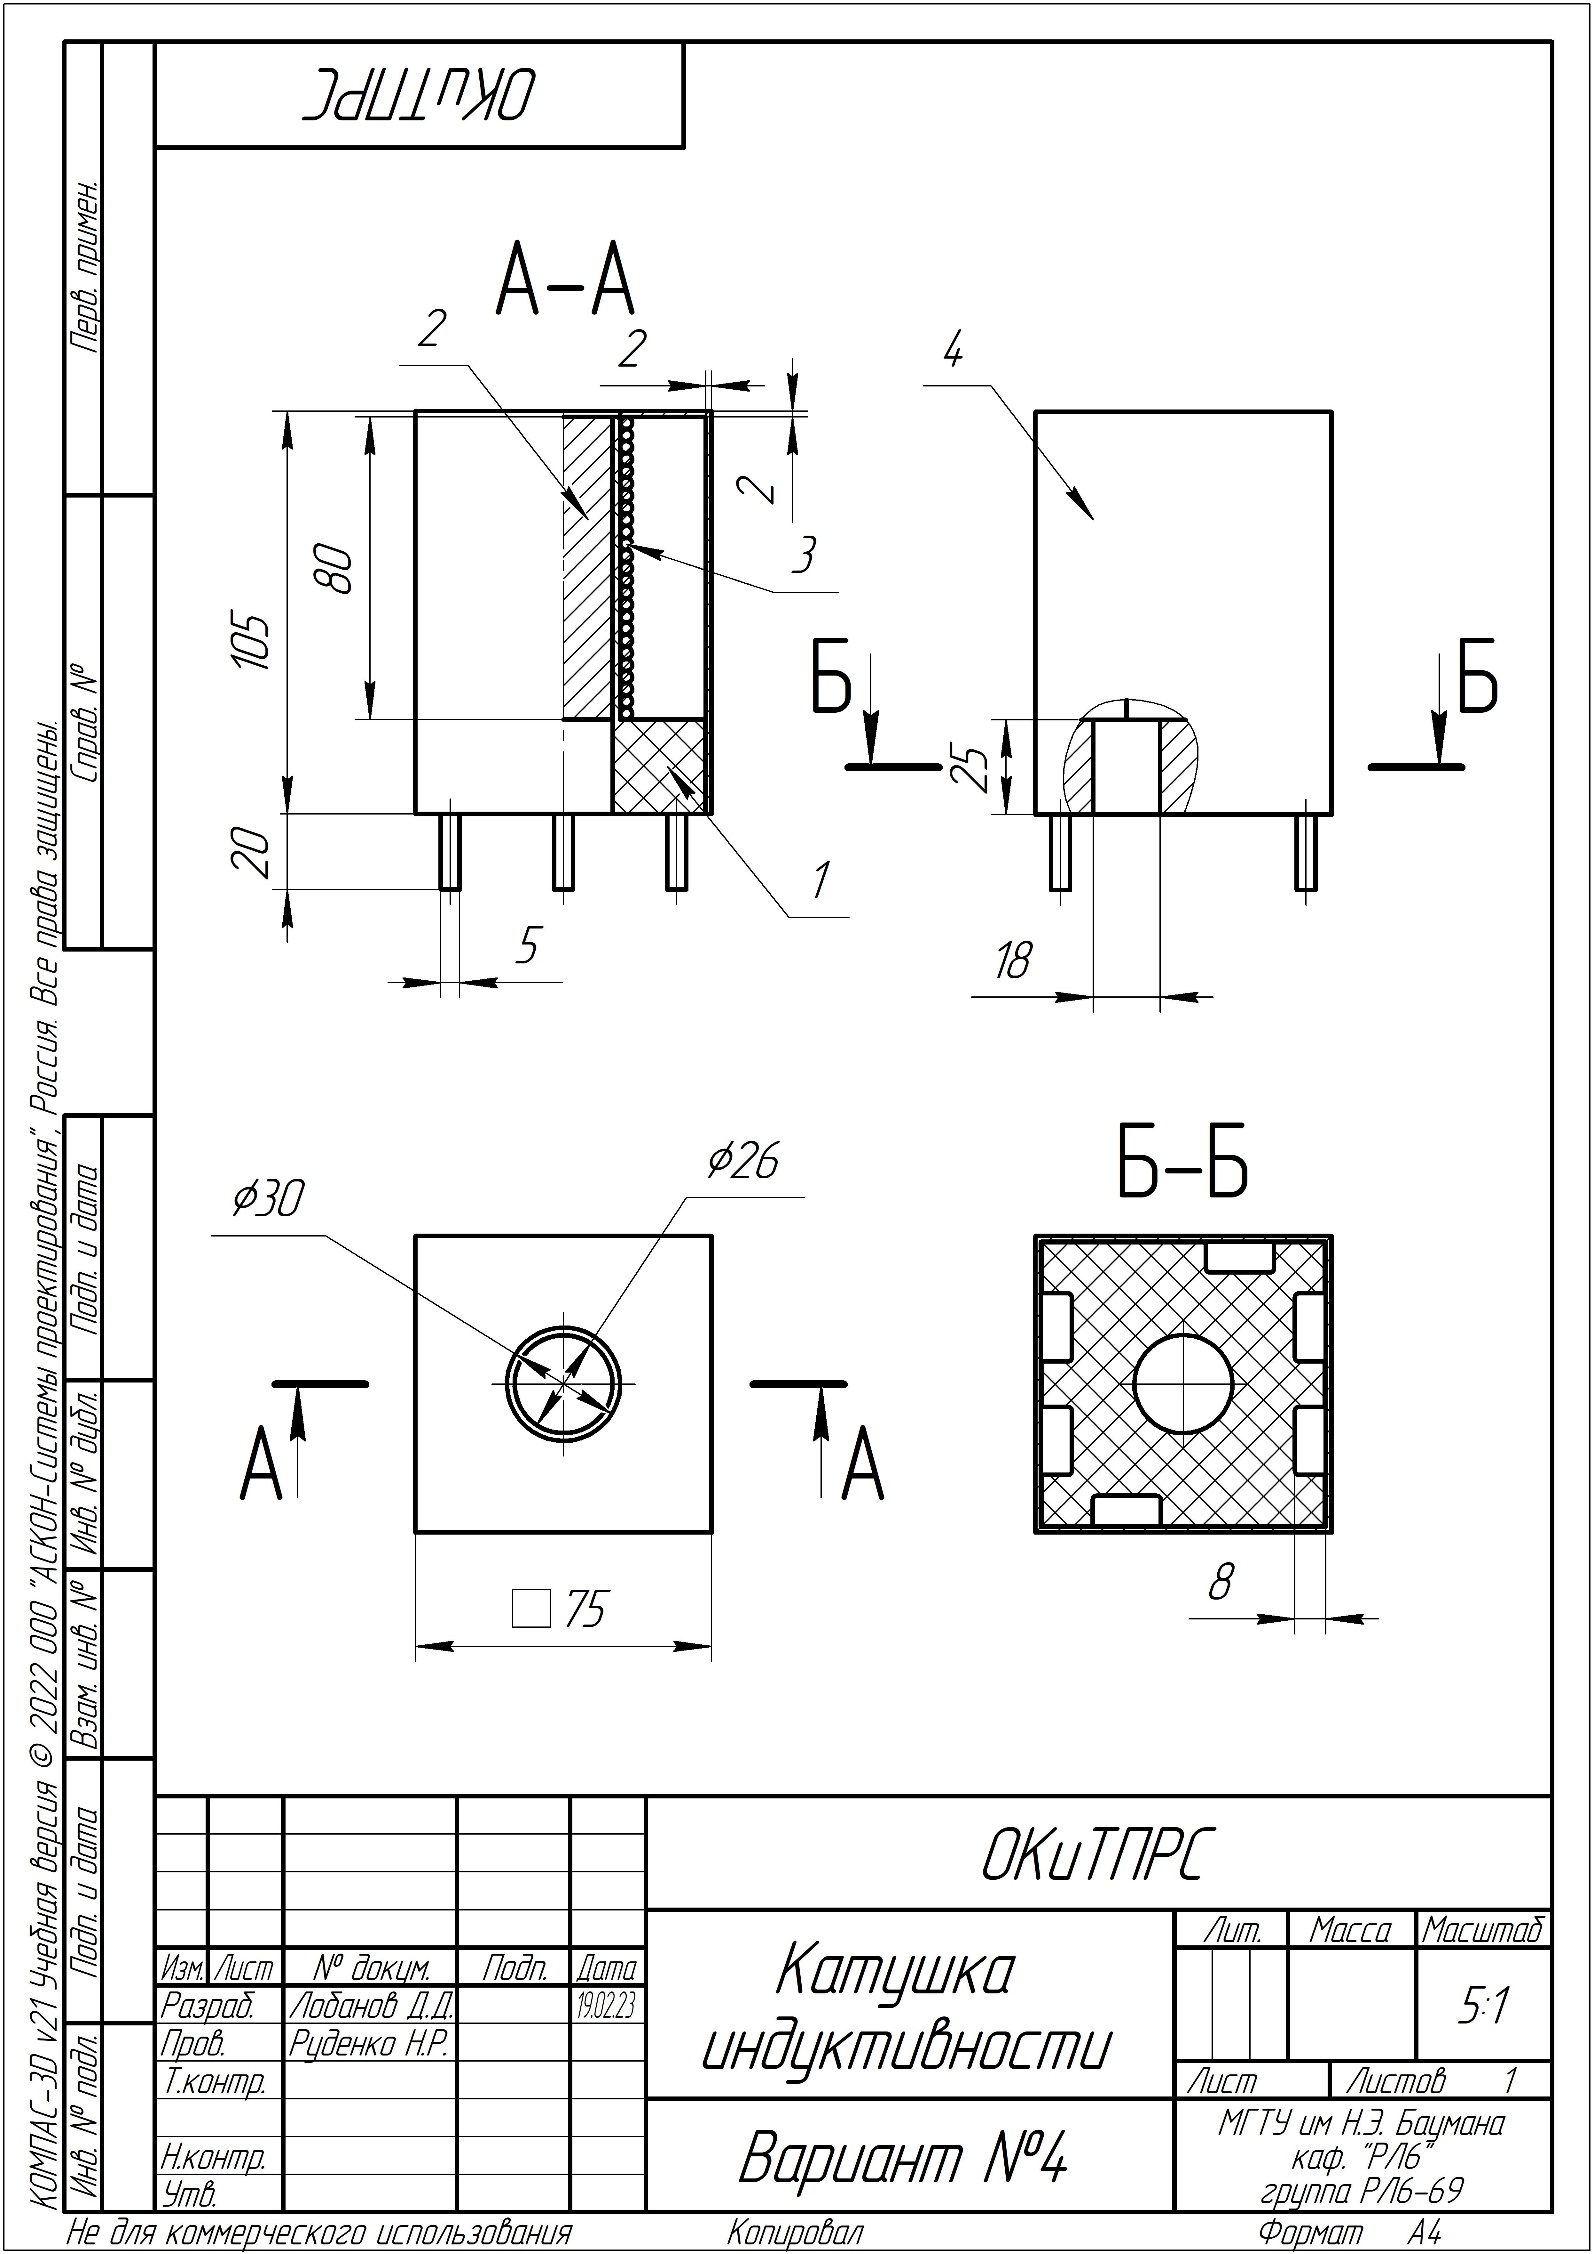 ОКиТПРС
Перв. примен.
Справ. №
Подп. и дата
Инв. № дубл.
Взам. инв. №
Подп. и дата
Инв. № подл.
КОМПАС-3D v21 Учебная версия © 2022 ООО "АСКОН-Системы проектирования", Россия. Все права защищены.
А-А
2
2
4
2
3
80
105
Б
Б
25
20
1
5
18
Б-Б
⌀26
⌀30
А
А
□ 75
8
ОКиТПРС
Лит.
Масса
Масштаб
Катушка
индуктивности
5:1
Изм.
Лист
№ докум.
Подп.
Дата
Разраб.
Лобанов Д.Д.
19.02.23
Пров.
Руденко Н.Р.
Т.контр.
Лист
Листов 1
Н.контр.
Утв.
Вариант №4
МГТУ им Н.Э. Баумана
каф. "РЛ6"
группа РЛ6-69
Не для коммерческого использования
Копировал
Формат А4